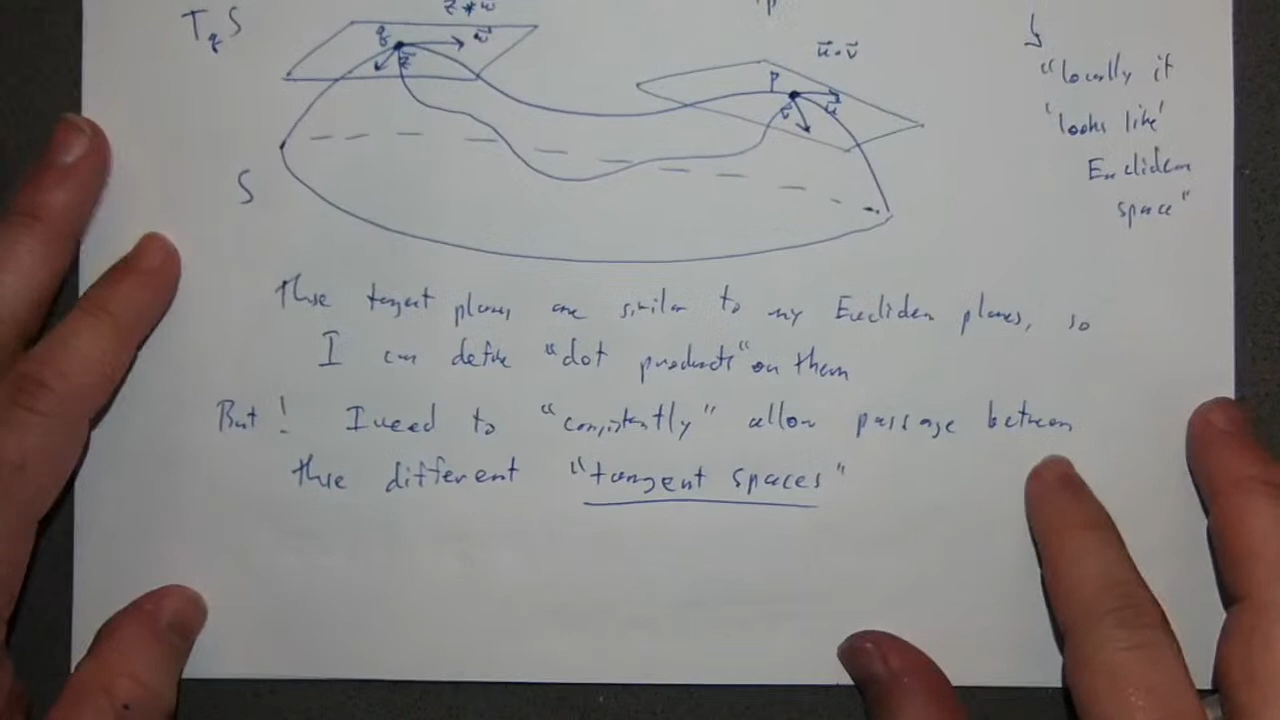 z * w
T_q S
q
w⃗
z⃗
u⃗ · v⃗
p
u⃗
v⃗
S
"locally it
'looks like'
Euclidean
space"
These tangent planes are similar to my Euclidean planes, so
I can define "dot products" on them
But! I need to "consistently" allow passage between
these different "tangent spaces"